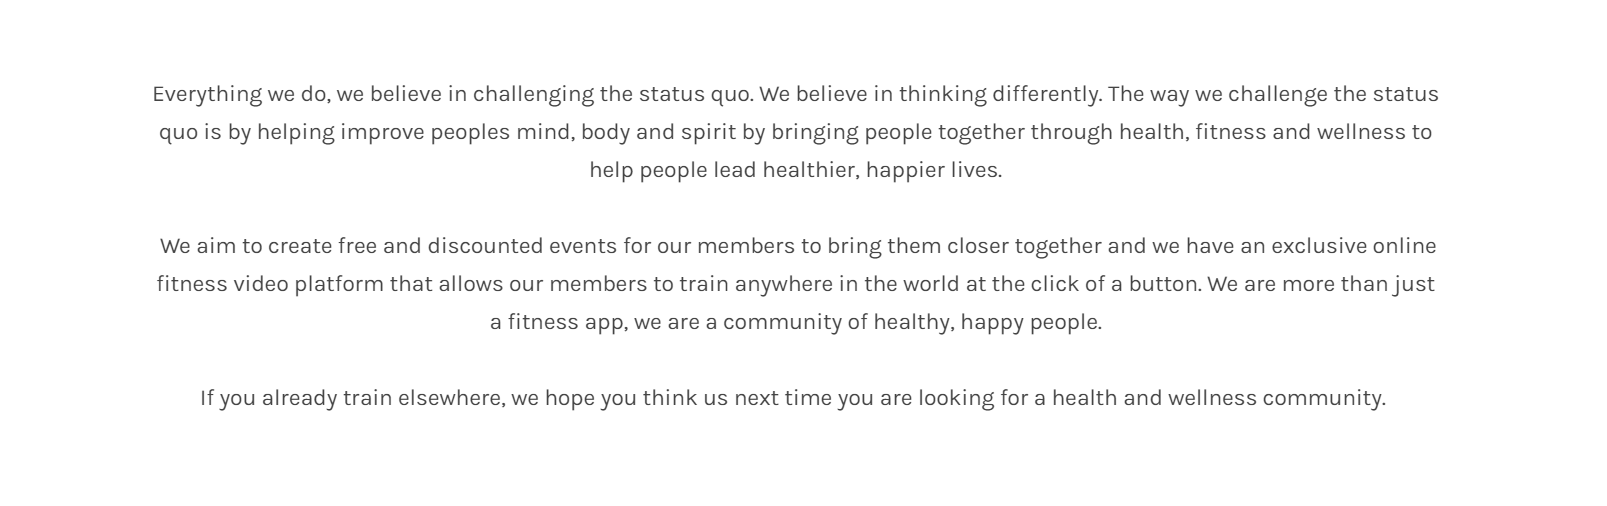 Everything we do, we believe in challenging the status quo. We believe in thinking differently. The way we challenge the status
quo is by helping improve peoples mind, body and spirit by bringing people together through health, fitness and wellness to
help people lead healthier, happier lives.
We aim to create free and discounted events for our members to bring them closer together and we have an exclusive online
fitness video platform that allows our members to train anywhere in the world at the click of a button. We are more than just
a fitness app, we are a community of healthy, happy people.
If you already train elsewhere, we hope you think us next time you are looking for a health and wellness community.